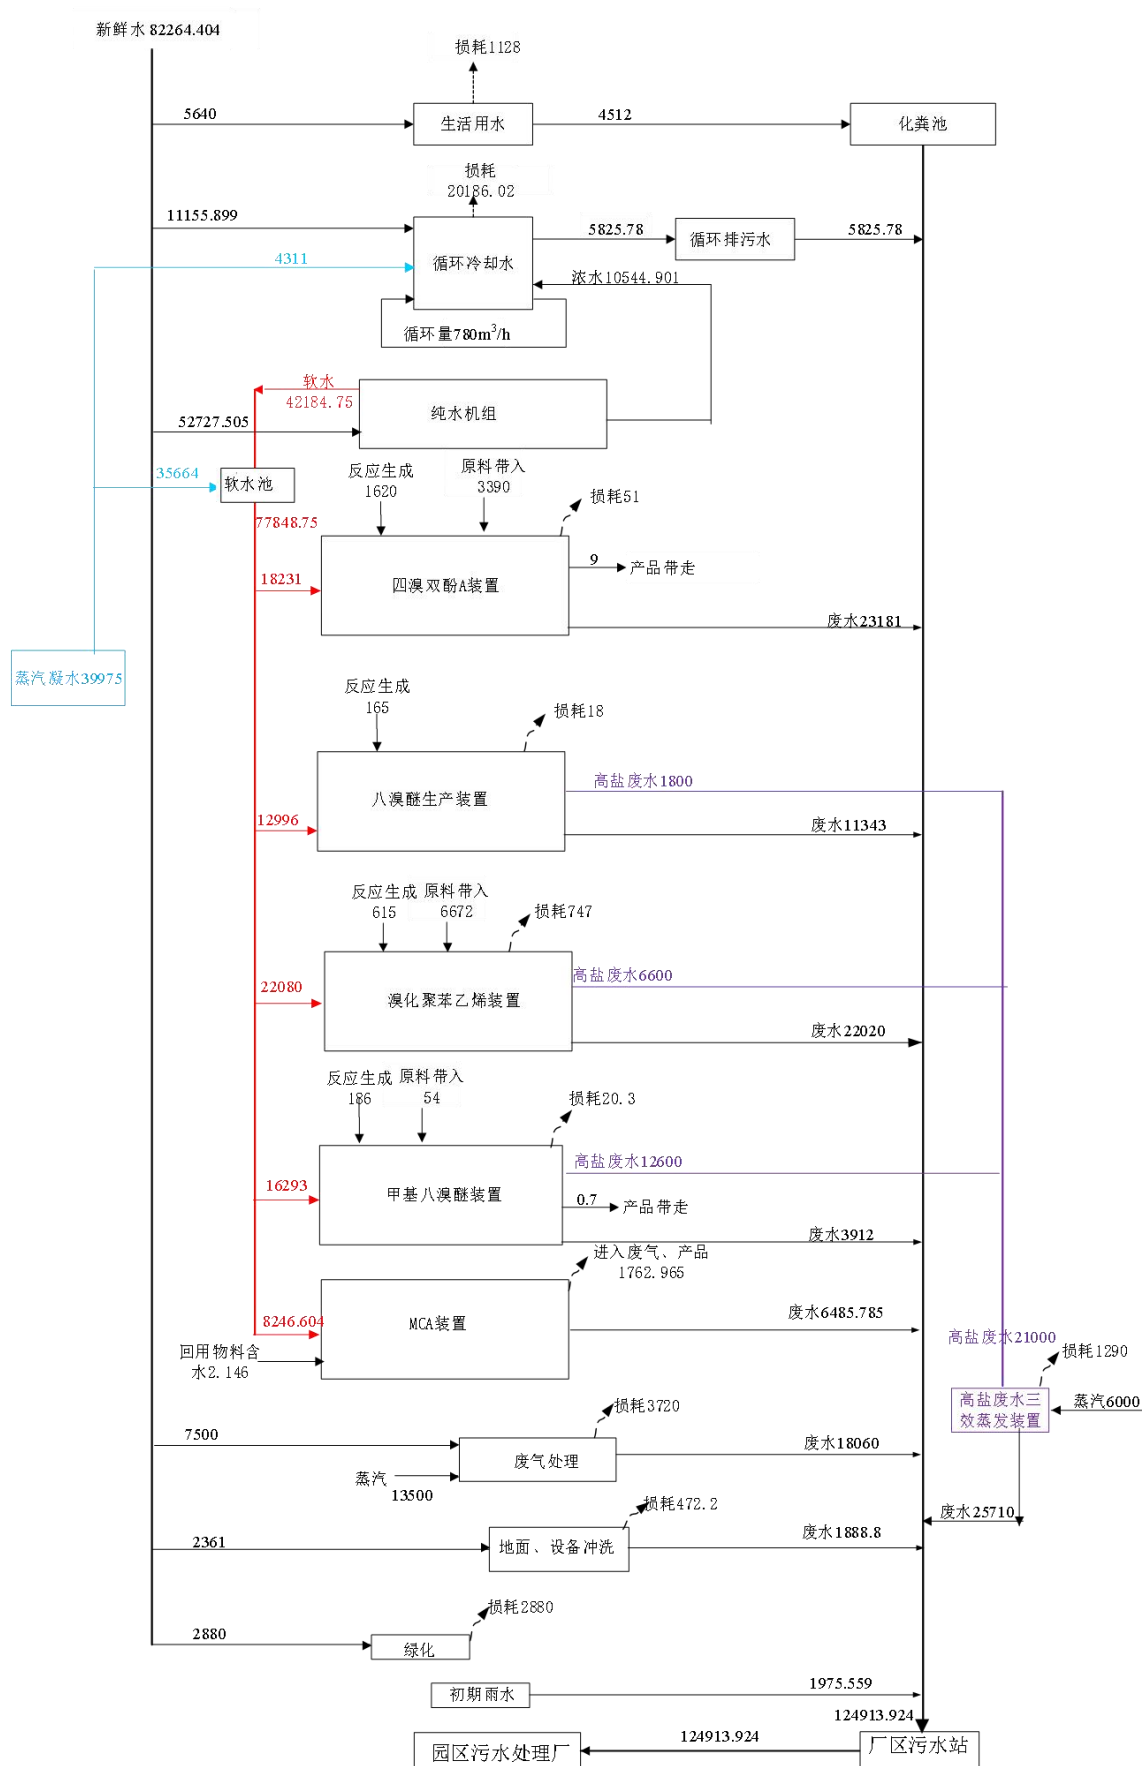 新鲜水 82264.404
损耗1128
5640
生活用水
4512
化粪池
损耗
20186.02
11155.899
5825.78
循环排污水
5825.78
4311
循环冷却水
浓水10544.901
循环量780m³/h
软水
42184.75
纯水机组
52727.505
35664
软水池
反应生成
1620
原料带入
3390
损耗51
77848.75
9
产品带走
18231
四溴双酚A装置
废水23181
蒸汽凝水39975
反应生成
165
损耗18
高盐废水1800
八溴醚生产装置
12996
废水11343
反应生成
615
原料带入
6672
损耗747
高盐废水6600
22080
溴化聚苯乙烯装置
废水22020
反应生成
186
原料带入
54
损耗20.3
高盐废水12600
16293
甲基八溴醚装置
0.7
产品带走
废水3912
进入废气、产品
1762.965
8246.604
MCA装置
废水6485.785
回用物料含
水2.146
高盐废水21000
损耗1290
高盐废水三
效蒸发装置
蒸汽6000
损耗3720
7500
废气处理
废水18060
蒸汽
13500
废水25710
损耗472.2
2361
地面、设备冲洗
废水1888.8
损耗2880
2880
绿化
初期雨水
1975.559
124913.924
园区污水处理厂
124913.924
厂区污水站